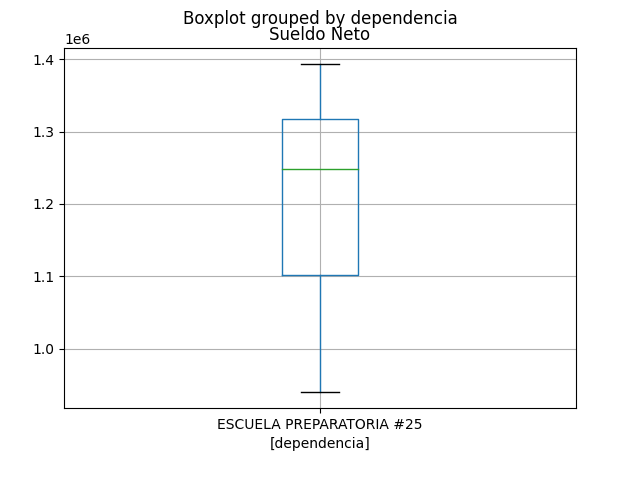 Boxplot grouped by dependencia
Sueldo Neto
1e6
1.4
1.3
1.2
1.1
1.0
ESCUELA PREPARATORIA #25
[dependencia]